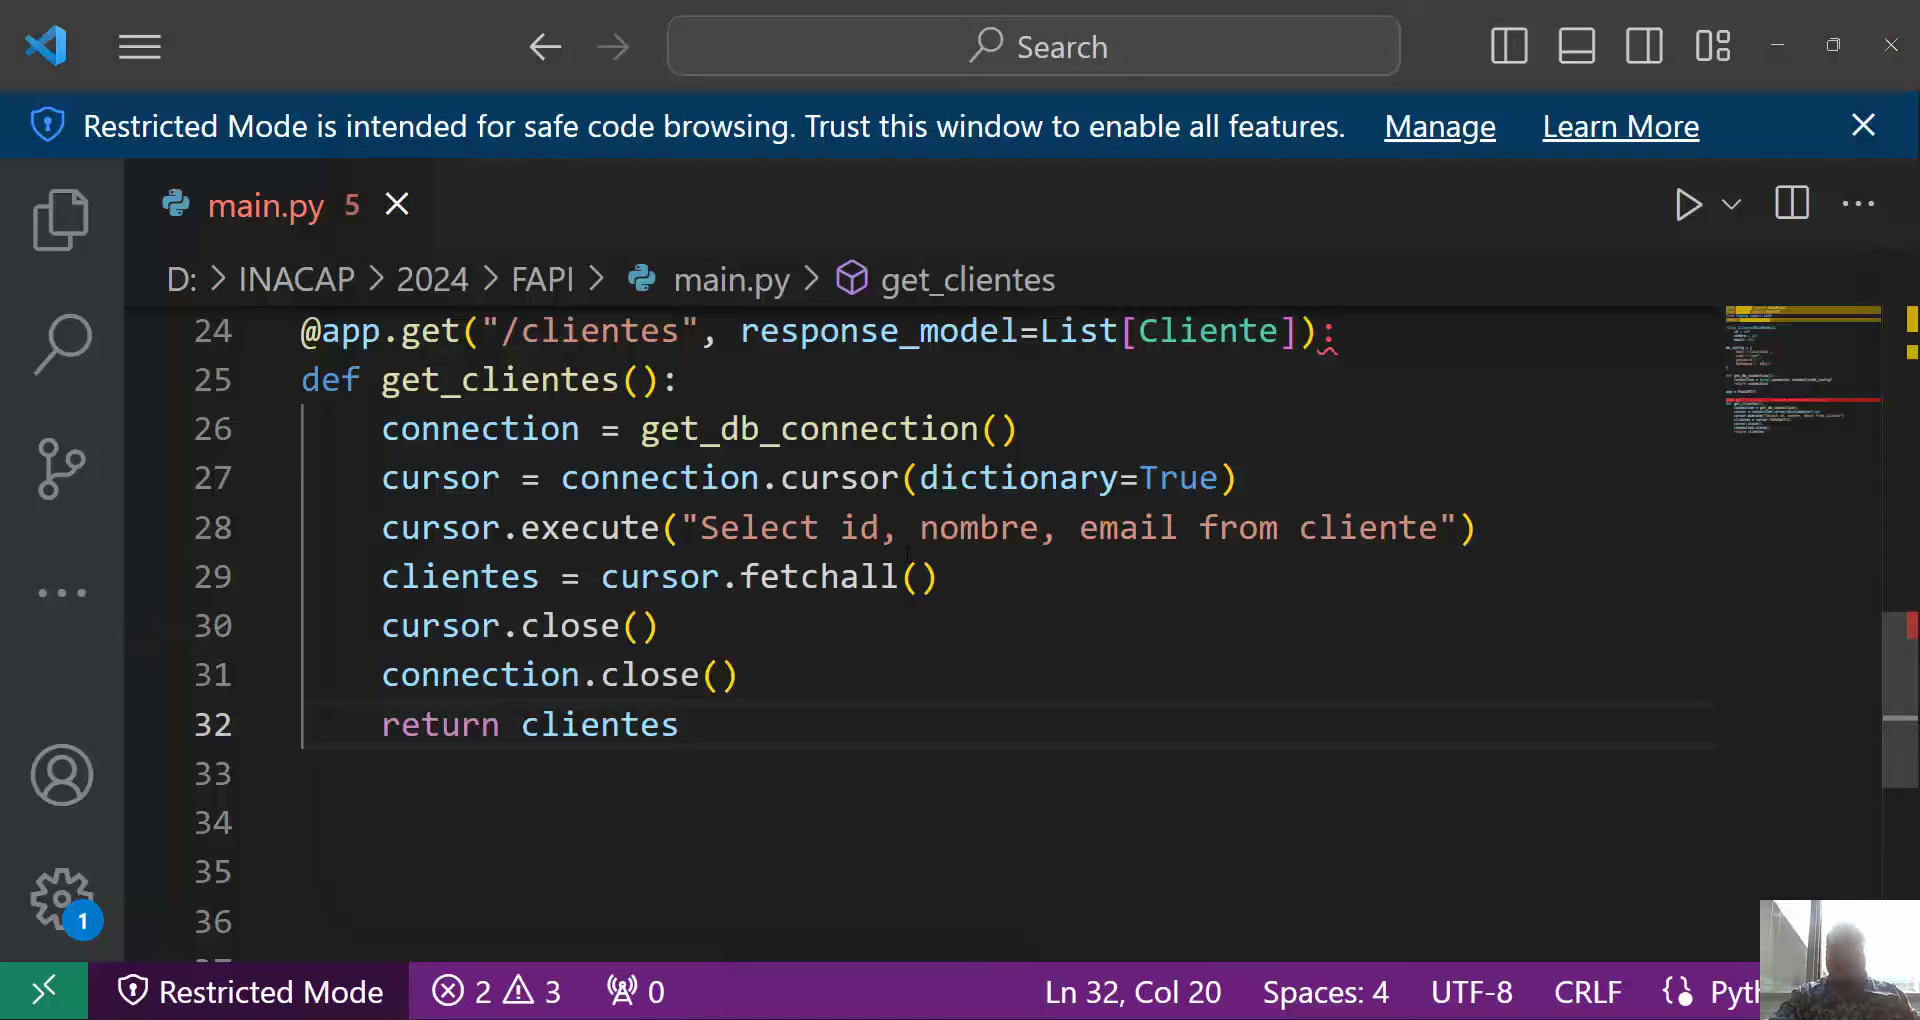 Search
Restricted Mode is intended for safe code browsing. Trust this window to enable all features. Manage Learn More
main.py 5
D: > INACAP > 2024 > FAPI > main.py > get_clientes
24 @app.get("/clientes", response_model=List[Cliente]):
25 def get_clientes():
26 connection = get_db_connection()
27 cursor = connection.cursor(dictionary=True)
28 cursor.execute("Select id, nombre, email from cliente")
29 clientes = cursor.fetchall()
30 cursor.close()
31 connection.close()
32 return clientes
33
34
35
36
1
Restricted Mode 2 3 0 Ln 32, Col 20 Spaces: 4 UTF-8 CRLF Pyth